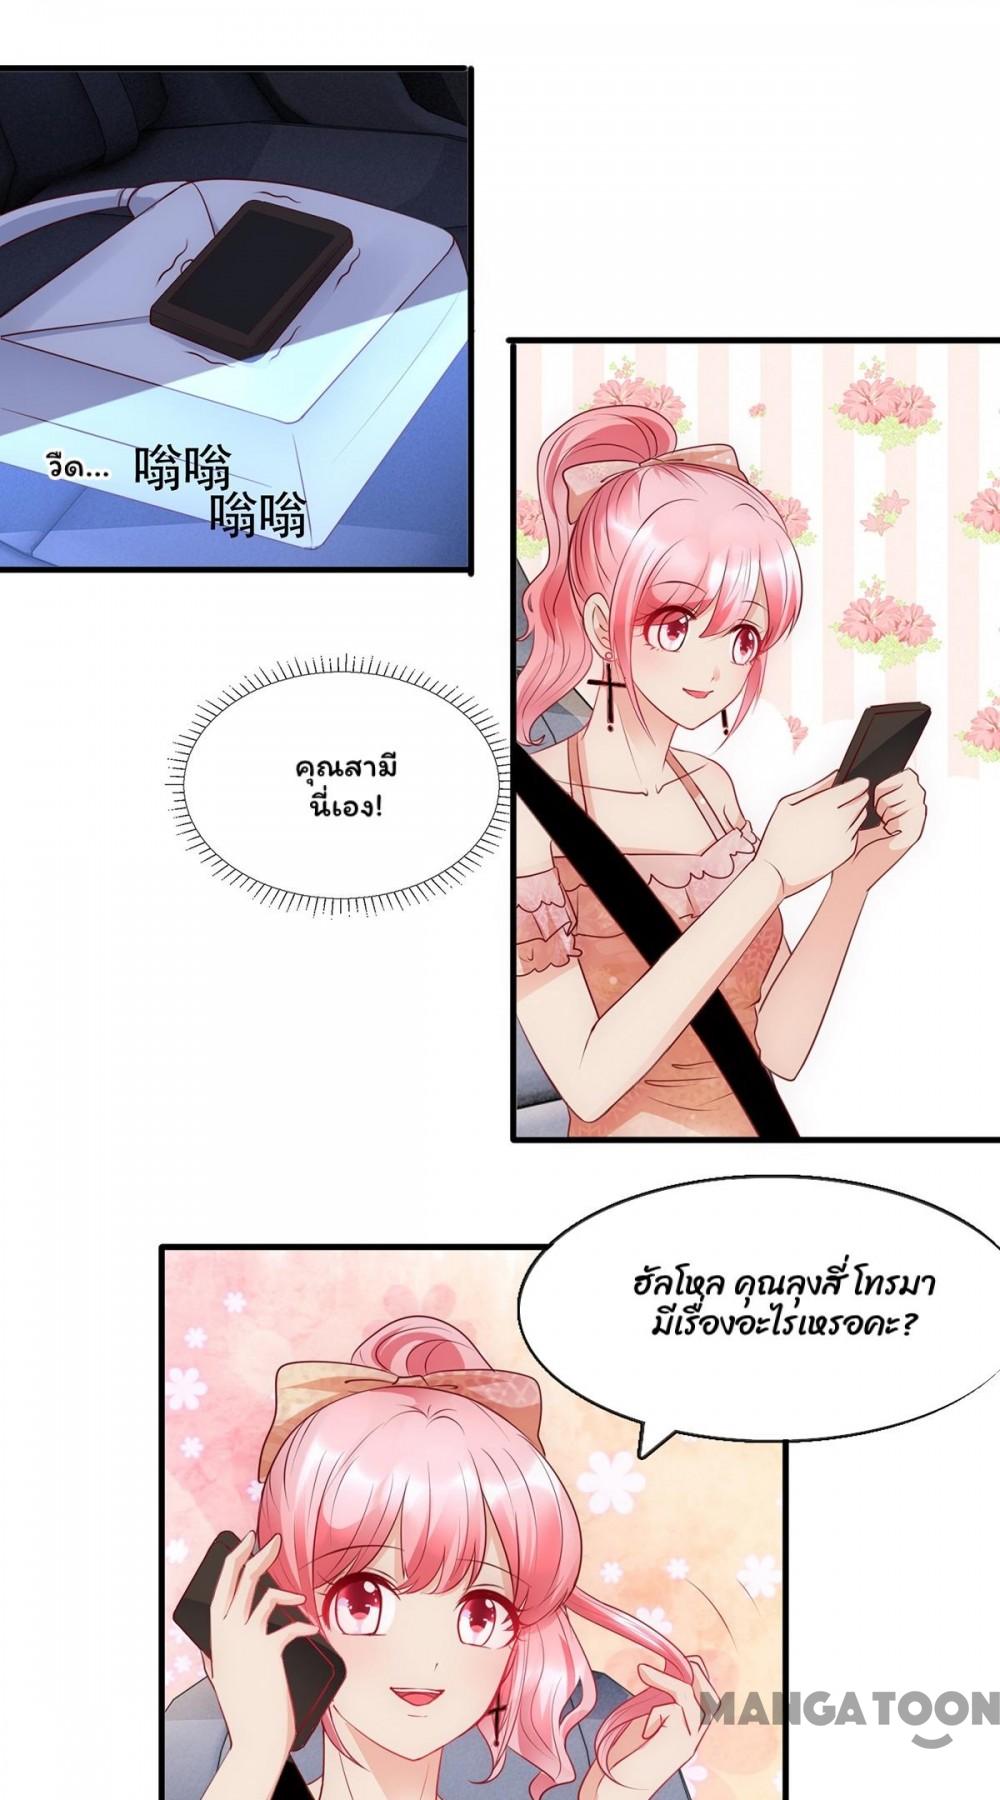 วืด... 嗡嗡
嗡嗡
คุณสามี
นี่เอง!
ฮัลโหล คุณลุงสี่ โทรมา
มีเรื่องอะไรเหรอคะ?
MANGATOON